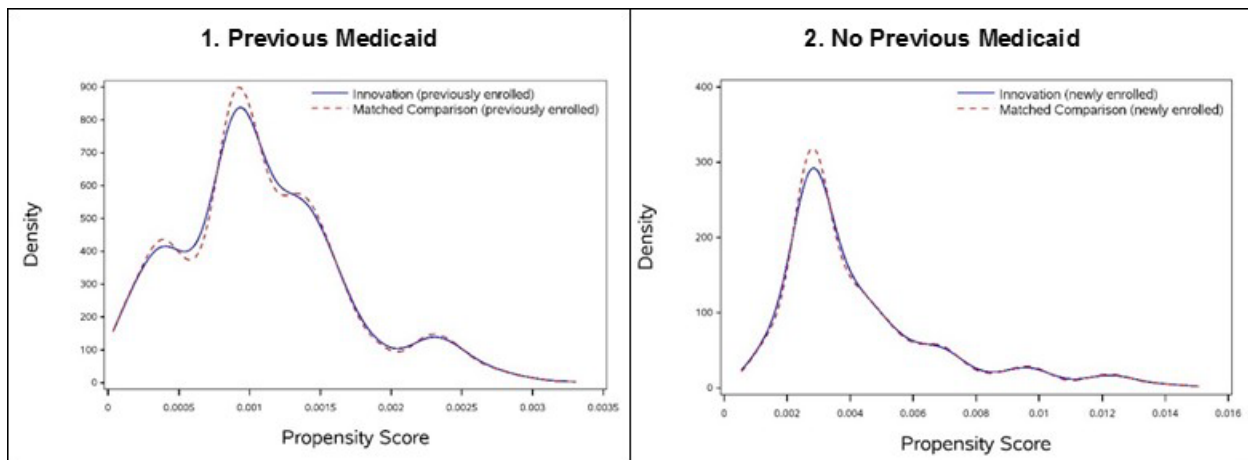 1. Previous Medicaid
900
800
700
600
500
400
300
200
100
0
Density
Innovation (previously enrolled)
Matched Comparison (previously enrolled)
0 0.0005 0.001 0.0015 0.002 0.0025 0.003 0.0035
Propensity Score
2. No Previous Medicaid
400
300
200
100
0
Density
Innovation (newly enrolled)
Matched Comparison (newly enrolled)
0 0.002 0.004 0.006 0.008 0.01 0.012 0.014 0.016
Propensity Score